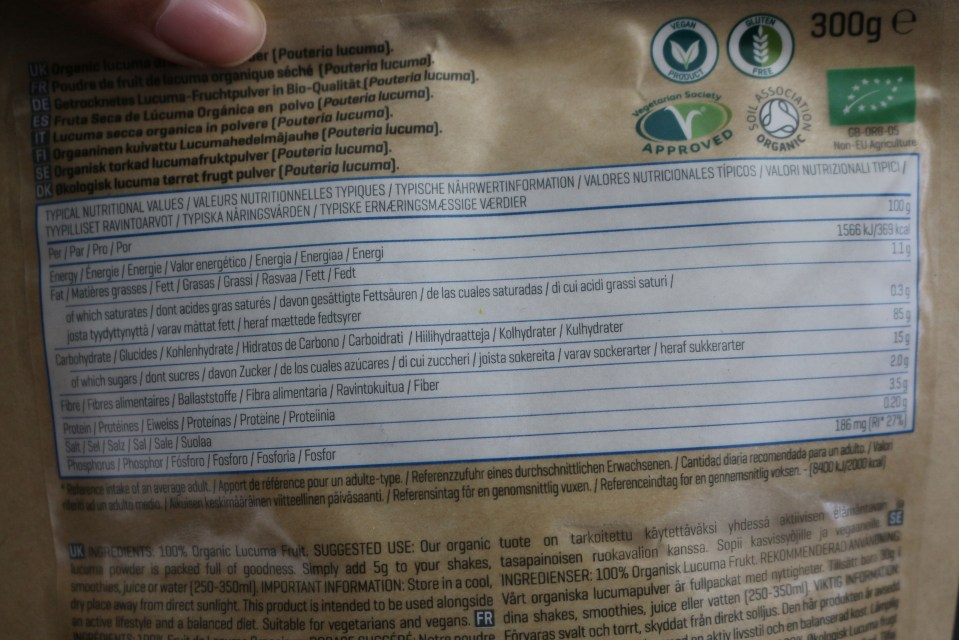 300g e
VEGAN
PRODUCT
GLUTEN
FREE
Vegetarian Society
APPROVED
SOIL ASSOCIATION
ORGANIC
GB-ORG-05
Non-EU Agriculture
UK Organic lucuma er (Pouteria lucuma).
FR Poudre de fruit de lacuma organique séché (Pouteria lucuma).
DE Getrocknetes Lucuma-Fruchtpulver in Bio-Qualität (Pouteria lucuma).
ES Fruta Seca de Lúcuma Orgánica en polvo (Pouteria lucuma).
IT Lucuma secca organica in polvere (Pouteria lucuma).
FI Orgaaninen kuivattu Lucumahedelmäjauhe (Pouteria lucuma).
SE Organisk torkad lucumafruktpulver (Pouteria lucuma).
DK Økologisk lucuma tørret frugt pulver (Pouteria lucuma).
TYPICAL NUTRITIONAL VALUES / VALEURS NUTRITIONNELLES TYPIQUES / TYPISCHE NÄHRWERTINFORMATION / VALORES NUTRICIONALES TÍPICOS / VALORI NUTRIZIONALI TIPICI /
TYYPILLISET RAVINTOARVOT / TYPISKA NÄRINGSVÄRDEN / TYPISKE ERNÆRINGSMÆSSIGE VÆRDIER
Per / Par / Pro / Por 100g
Energy / Énergie / Energie / Valor energético / Energia / Energiaa / Energi 1566 kJ/369 kcal
Fat / Matières grasses / Fett / Grasas / Grassi / Rasvaa / Fett / Fedt 1.1g
of which saturates / dont acides gras saturés / davon gesättigte Fettsäuren / de las cuales saturadas / di cui acidi grassi saturi /
josta tyydyttynyttä / varav mättat fett / heraf mættede fedtsyrer 0.3g
Carbohydrate / Glucides / Kohlenhydrate / Hidratos de Carbono / Carboidrati / Hiilihydraatteja / Kolhydrater / Kulhydrater 85g
of which sugars / dont sucres / davon Zucker / de los cuales azúcares / di cui zuccheri / joista sokereita / varav sockerarter / heraf sukkerarter 15g
Fibre / Fibres alimentaires / Ballaststoffe / Fibra alimentaria / Ravintokuitua / Fiber 2.0g
Protein / Protéines / Eiweiss / Proteínas / Proteine / Proteiinia 3.5g
Salt / Sel / Salz / Sal / Sale / Suolaa 0.20g
Phosphorus / Phosphor / Fósforo / Fosforo / Fosforia / Fosfor 186 mg (RI* 27%)
* Reference intake of an average adult. / Apport de référence pour un adulte-type. / Referenzzufuhr eines durchschnittlichen Erwachsenen. / Cantidad diaria recomendada para un adulto. / Valori
riferiti ad un adulto medio. / keskimääräinen viitteellinen päiväsaanti. / Referensintag för en genomsnittlig vuxen. / Referenceindtag for en gennemsnitlig voksen. - (8400 kJ/2000 kcal)
UK INGREDIENTS: 100% Organic Lucuma Fruit. SUGGESTED USE: Our organic
lucuma powder is packed full of goodness. Simply add 5g to your shakes,
smoothies, juice or water (250-350ml). IMPORTANT INFORMATION: Store in a cool,
dry place away from direct sunlight. This product is intended to be used alongside
an active lifestyle and a balanced diet. Suitable for vegetarians and vegans. FR
tuote on tarkoitettu käytettäväksi yhdessä aktiivisen
tasapainoisen ruokavalion kanssa. Sopii kasvissyöjille ja SE
INGREDIENSER: 100% Organisk Lucuma Frukt. REKOMMENDERAD ANVÄNDNING
Vårt organiska lucumapulver är fullpackat med nyttigheter. Tillsätt
dina shakes, smoothies, juice eller vatten (250-350ml). VIKTIG INFORMATION
Förvaras svalt och torrt, skyddat från direkt solljus. Den här produkten är
aktiv livsstil och en balanserad kost.